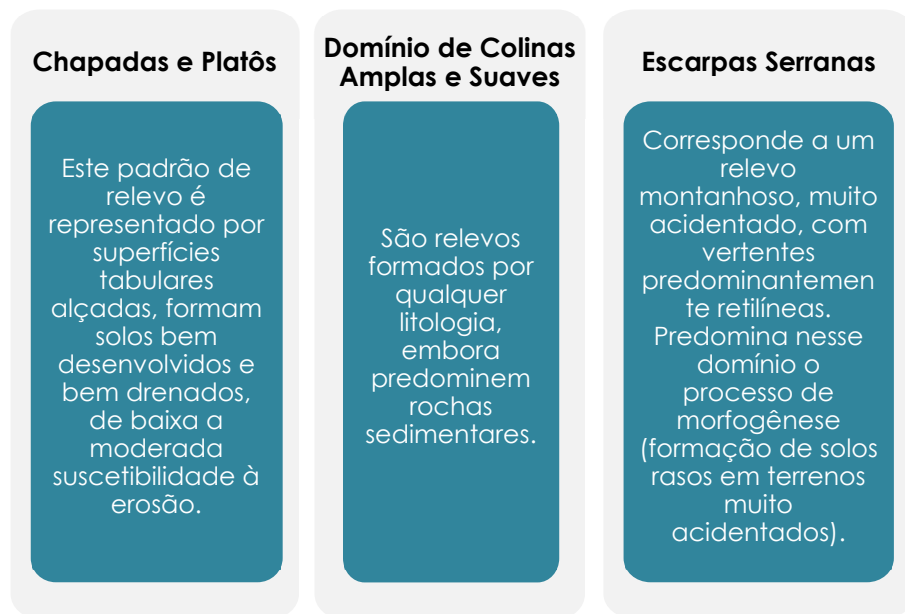 Chapadas e Platôs
Este padrão de
relevo é
representado por
superfícies
tabulares
alçadas, formam
solos bem
desenvolvidos e
bem drenados,
de baixa a
moderada
suscetibilidade à
erosão.
Domínio de Colinas
Amplas e Suaves
São relevos
formados por
qualquer
litologia,
embora
predominem
rochas
sedimentares.
Escarpas Serranas
Corresponde a um
relevo
montanhoso, muito
acidentado, com
vertentes
predominantemen
te retilíneas.
Predomina nesse
domínio o
processo de
morfogênese
(formação de solos
rasos em terrenos
muito
acidentados).